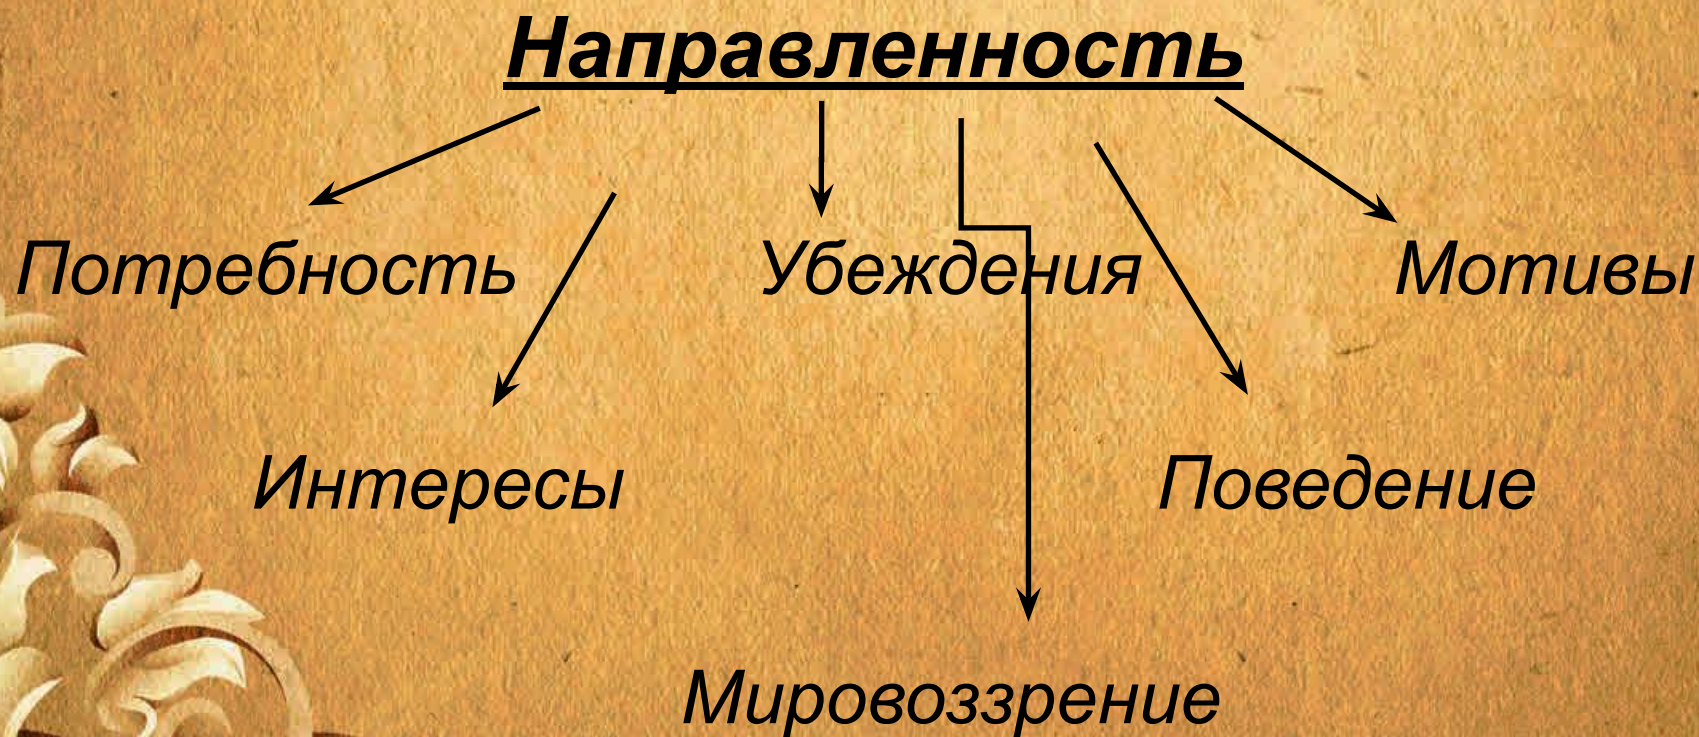 Направленность
Потребность Убеждения Мотивы
Интересы Поведение
Мировоззрение